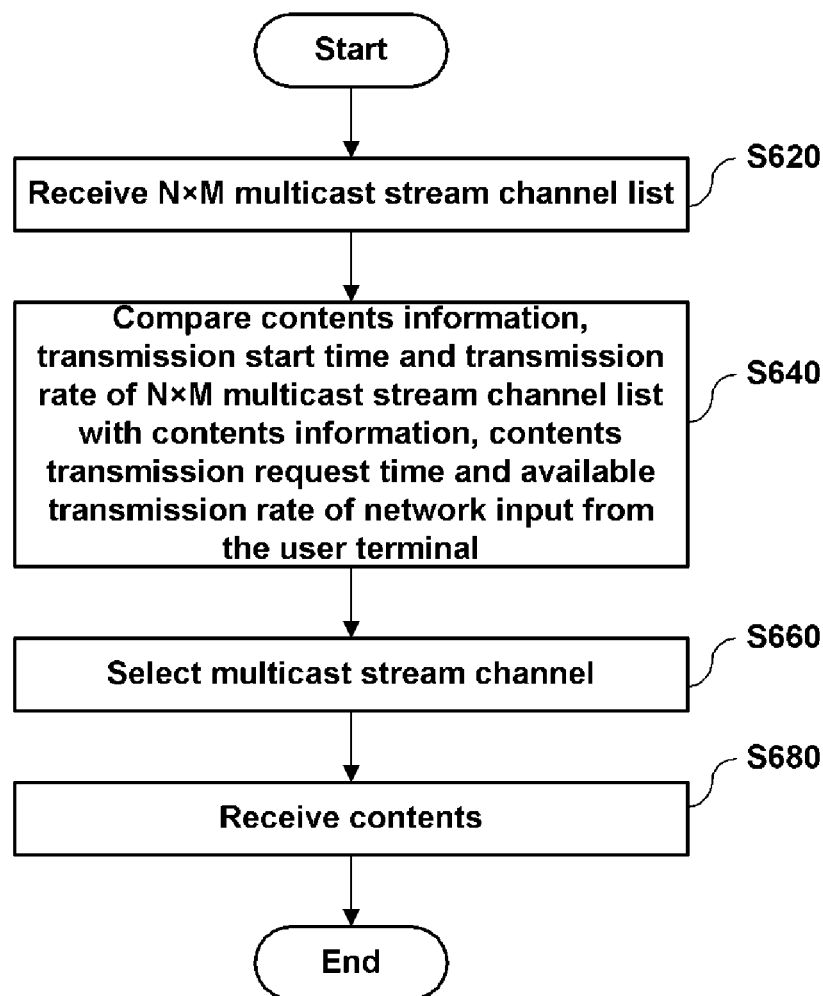 Start
S620
Receive N×M multicast stream channel list
Compare contents information,
transmission start time and transmission
rate of N×M multicast stream channel list
with contents information, contents
transmission request time and available
transmission rate of network input from
the user terminal
S640
S660
Select multicast stream channel
S680
Receive contents
End